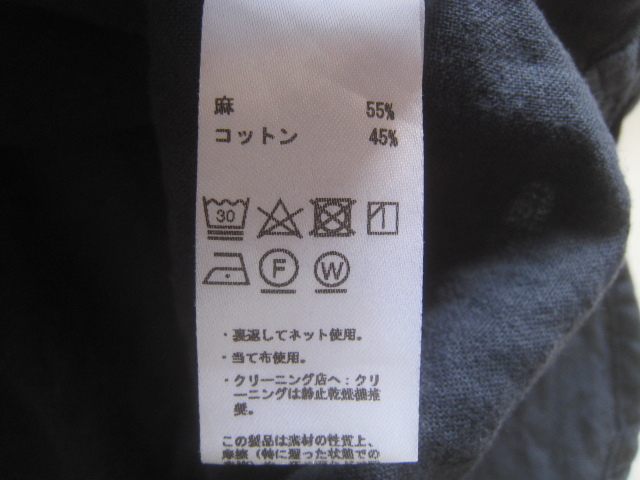 麻 55%
コットン 45%
30
F W
・裏返してネット使用。
・当て布使用。
・クリーニング店へ:クリ
ーニングは静止乾燥機推
奨。
この製品は素材の性質上、
摩擦(特に湿った状態での